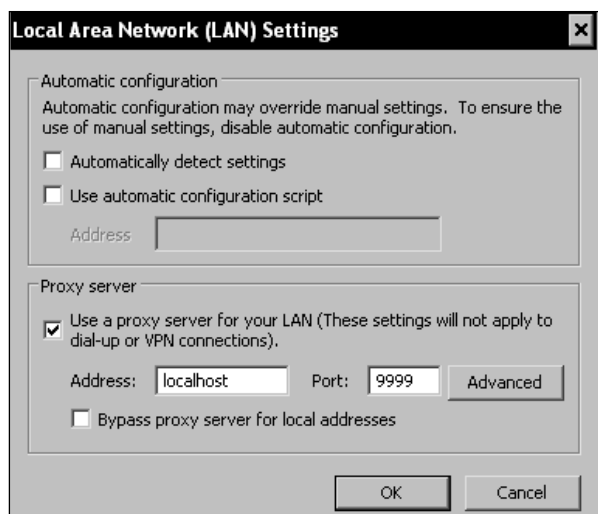 Local Area Network (LAN) Settings
Automatic configuration
Automatic configuration may override manual settings. To ensure the
use of manual settings, disable automatic configuration.
Automatically detect settings
Use automatic configuration script
Address
Proxy server
Use a proxy server for your LAN (These settings will not apply to
dial-up or VPN connections).
Address: localhost Port: 9999 Advanced
Bypass proxy server for local addresses
OK Cancel